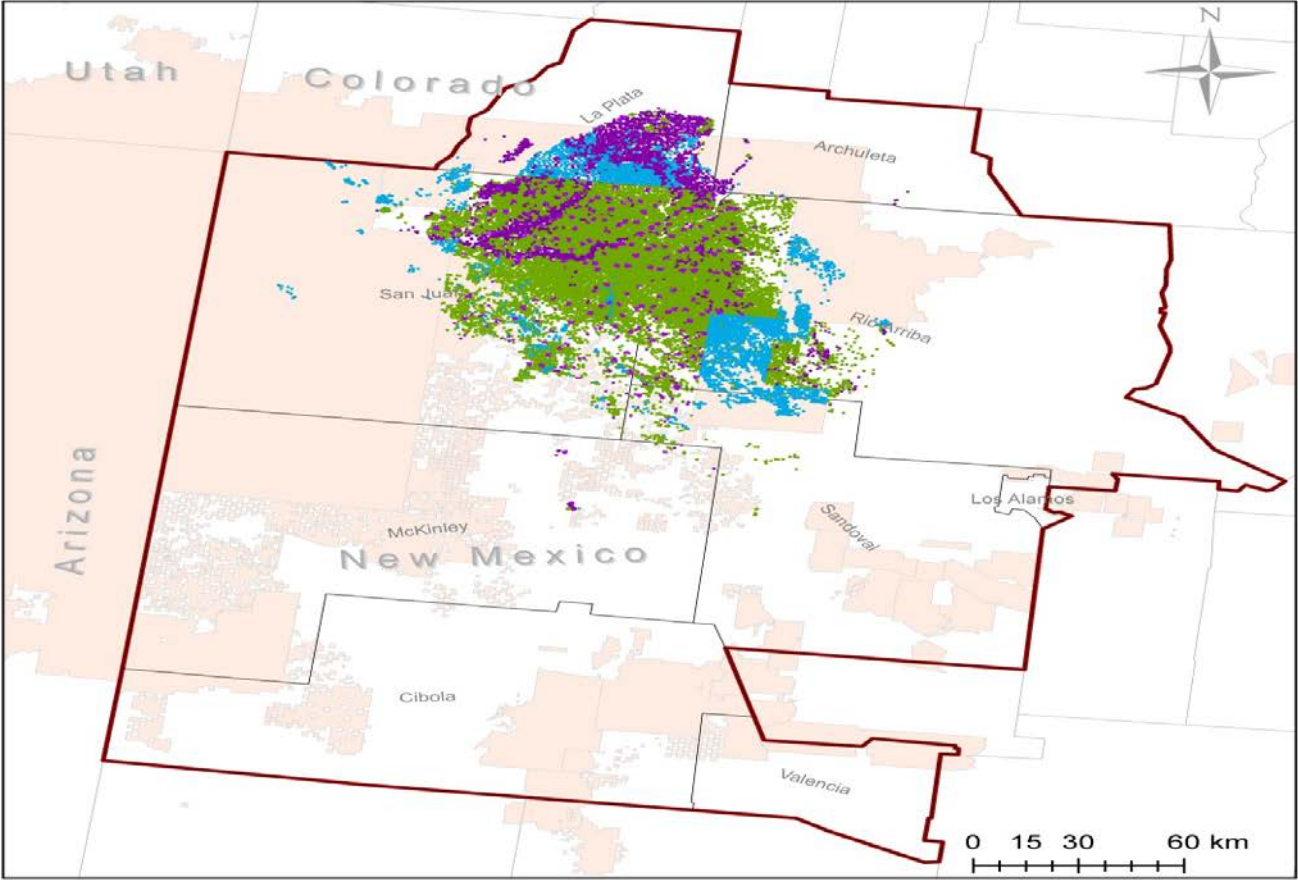 N
Utah
Colorado
La Plata
Archuleta
San Juan
Rio Arriba
Arizona
Los Alamos
McKinley
Sandoval
New Mexico
Cibola
Valencia
0 15 30 60 km